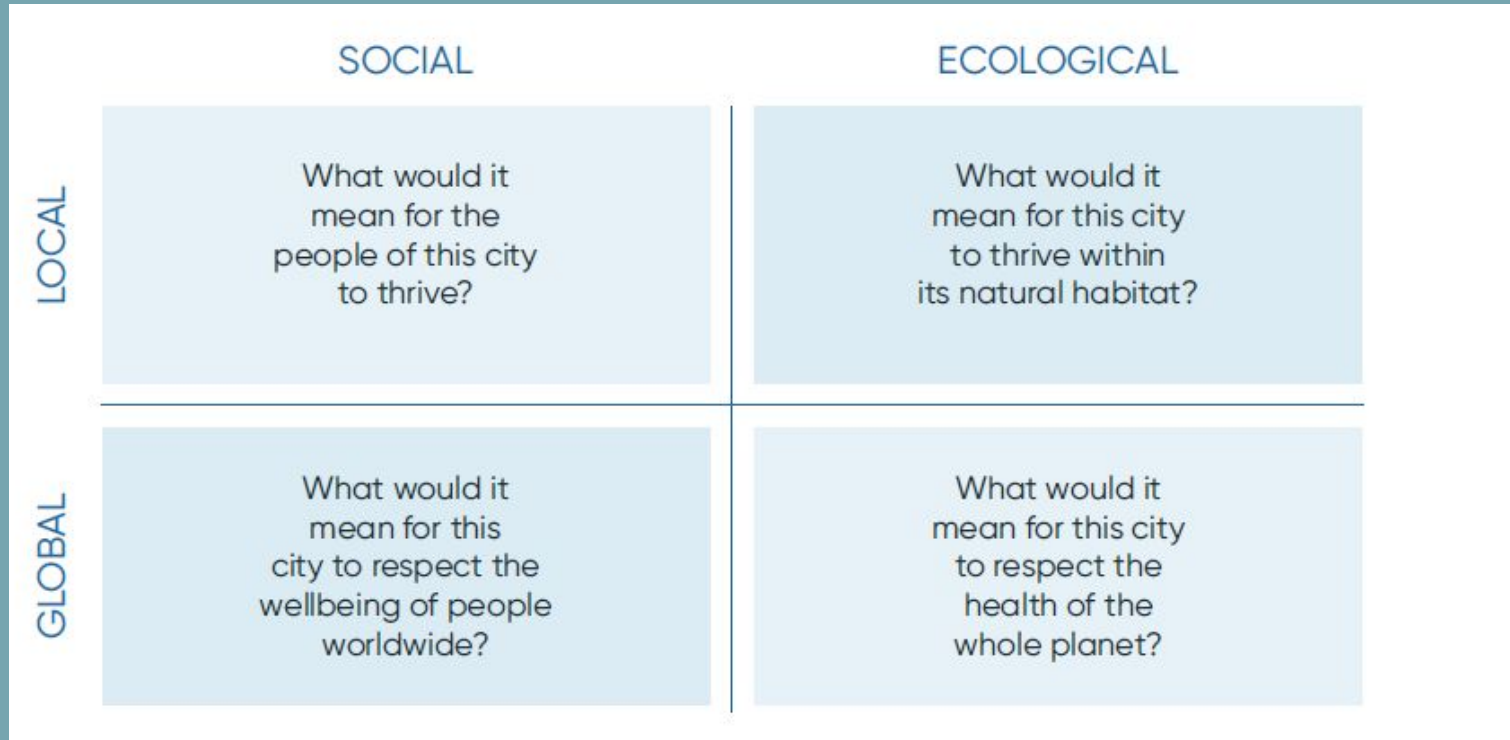 SOCIAL
ECOLOGICAL
LOCAL
What would it
mean for the
people of this city
to thrive?
What would it
mean for this city
to thrive within
its natural habitat?
GLOBAL
What would it
mean for this
city to respect the
wellbeing of people
worldwide?
What would it
mean for this city
to respect the
health of the
whole planet?